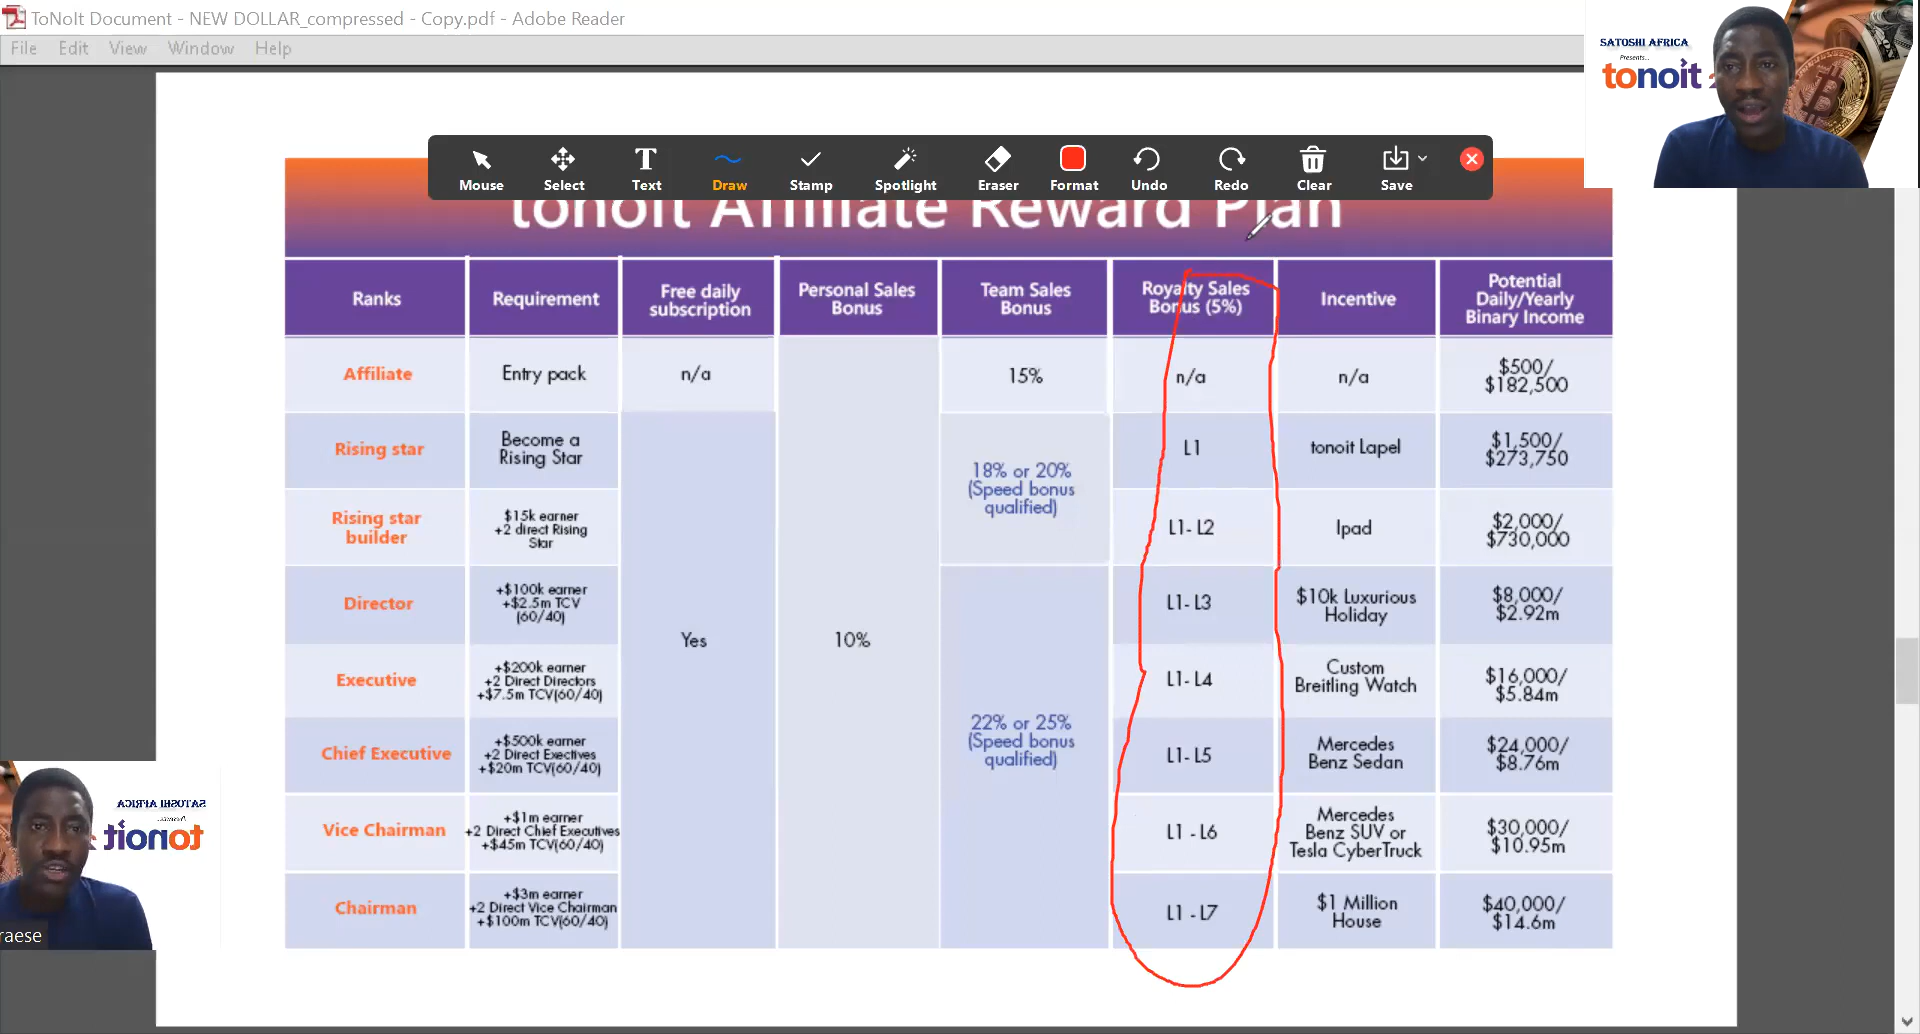 ToNoIt Document - NEW DOLLAR_compressed - Copy.pdf - Adobe Reader
File Edit View Window Help
SATOSHI AFRICA
Presents...
tonoit
Mouse Select Text Draw Stamp Spotlight Eraser Format Undo Redo Clear Save
tonoit Affiliate Reward Plan
Ranks
Requirement
Free daily
subscription
Personal Sales
Bonus
Team Sales
Bonus
Royalty Sales
Bonus (5%)
Incentive
Potential
Daily/Yearly
Binary Income
Affiliate
Entry pack
n/a
15%
n/a
n/a
$500/
$182,500
Rising star
Become a
Rising Star
18% or 20%
(Speed bonus
qualified)
L1
tonoit Lapel
$1,500/
$273,750
Rising star
builder
$15k earner
+2 direct Rising
Star
L1- L2
Ipad
$2,000/
$730,000
Director
+$100k earner
+$2.5m TCV
(60/40)
Yes
10%
L1- L3
$10k Luxurious
Holiday
$8,000/
$2.92m
Executive
+$200k earner
+2 Direct Directors
+$7.5m TCV(60/40)
22% or 25%
(Speed bonus
qualified)
L1- L4
Custom
Breitling Watch
$16,000/
$5.84m
Chief Executive
+$500k earner
+2 Direct Exectives
+$20m TCV(60/40)
L1- L5
Mercedes
Benz Sedan
$24,000/
$8.76m
Vice Chairman
+$1m earner
+2 Direct Chief Executives
+$45m TCV(60/40)
L1 - L6
Mercedes
Benz SUV or
Tesla CyberTruck
$30,000/
$10.95m
Chairman
+$3m earner
+2 Direct Vice Chairman
+$100m TCV(60/40)
L1 - L7
$1 Million
House
$40,000/
$14.6m
SATOSHI AFRICA
Presents...
tonoit
raese